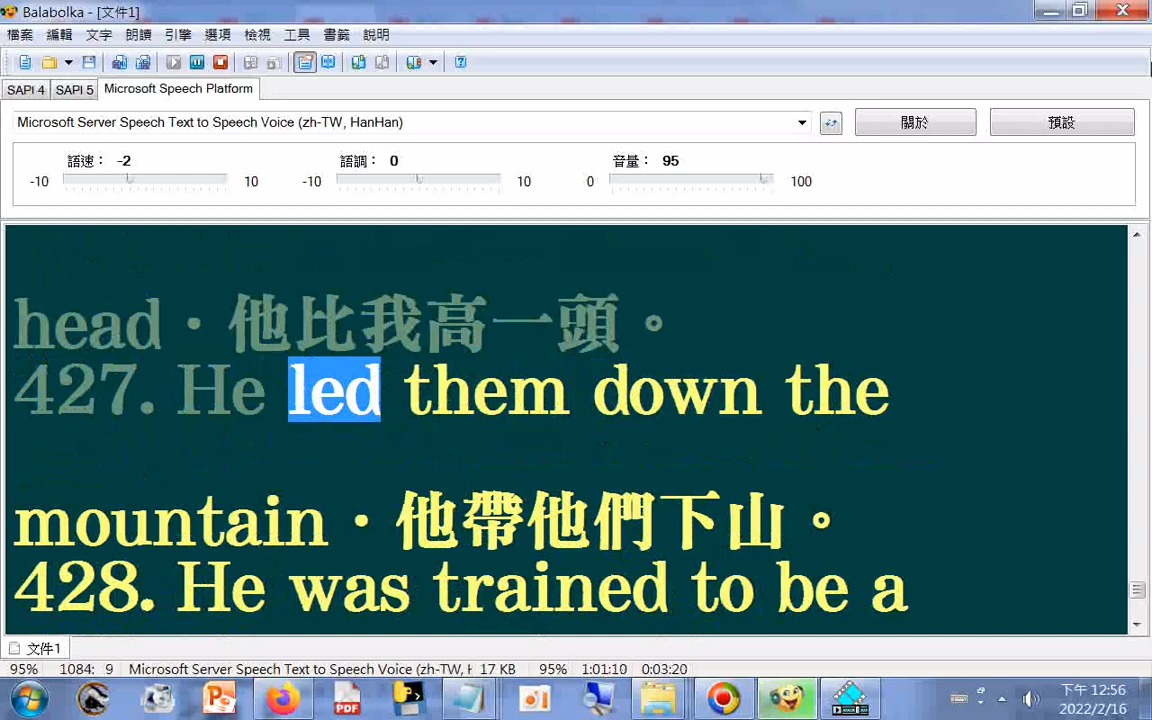 Balabolka - [文件1]
檔案 編輯 文字 朗讀 引擎 選項 檢視 工具 書籤 說明
SAPI 4 SAPI 5 Microsoft Speech Platform
Microsoft Server Speech Text to Speech Voice (zh-TW, HanHan) 關於 預設
語速： -2 語調： 0 音量： 95
-10 10 -10 10 0 100
head．他比我高一頭。
427. He led them down the
mountain．他帶他們下山。
428. He was trained to be a
文件1
95% 1084: 9 Microsoft Server Speech Text to Speech Voice (zh-TW, 17 KB 95% 1:01:10 0:03:20
下午 12:56
2022/2/16